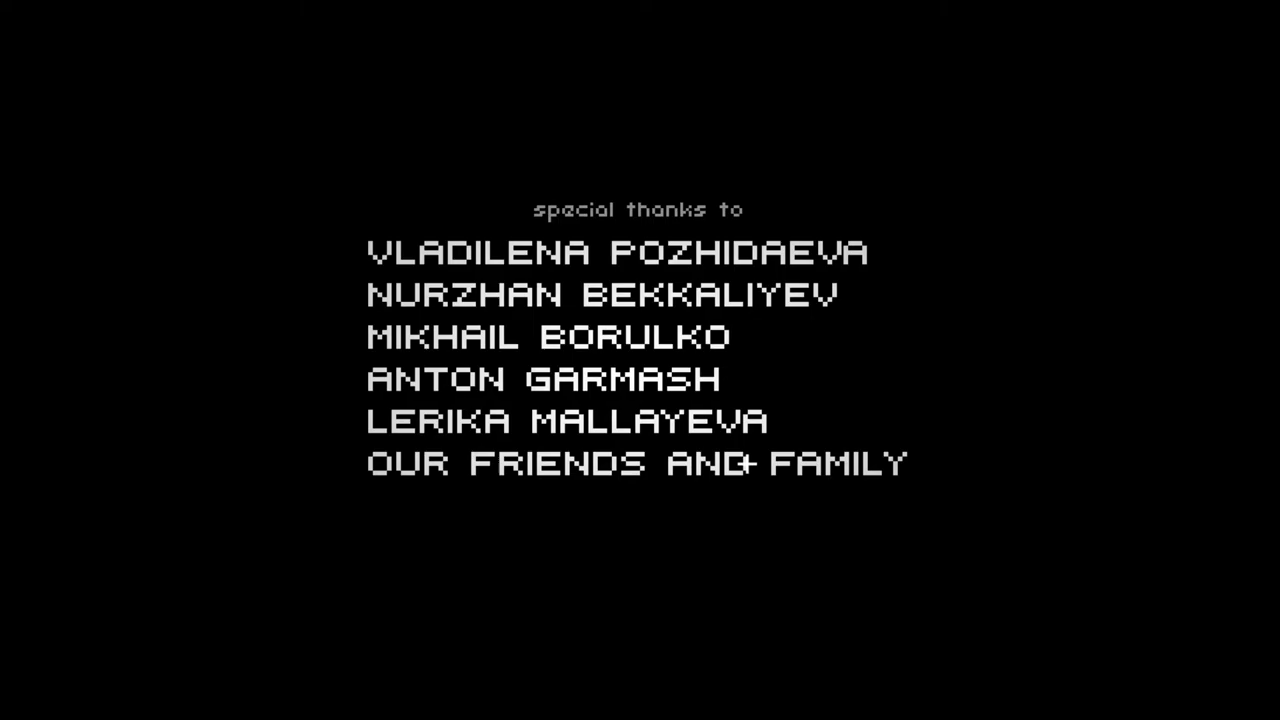 special thanks to
VLADILENA POZHIDAEVA
NURZHAN BEKKALIYEV
MIKHAIL BORULKO
ANTON GARMASH
LERIKA MALLAYEVA
OUR FRIENDS AND FAMILY